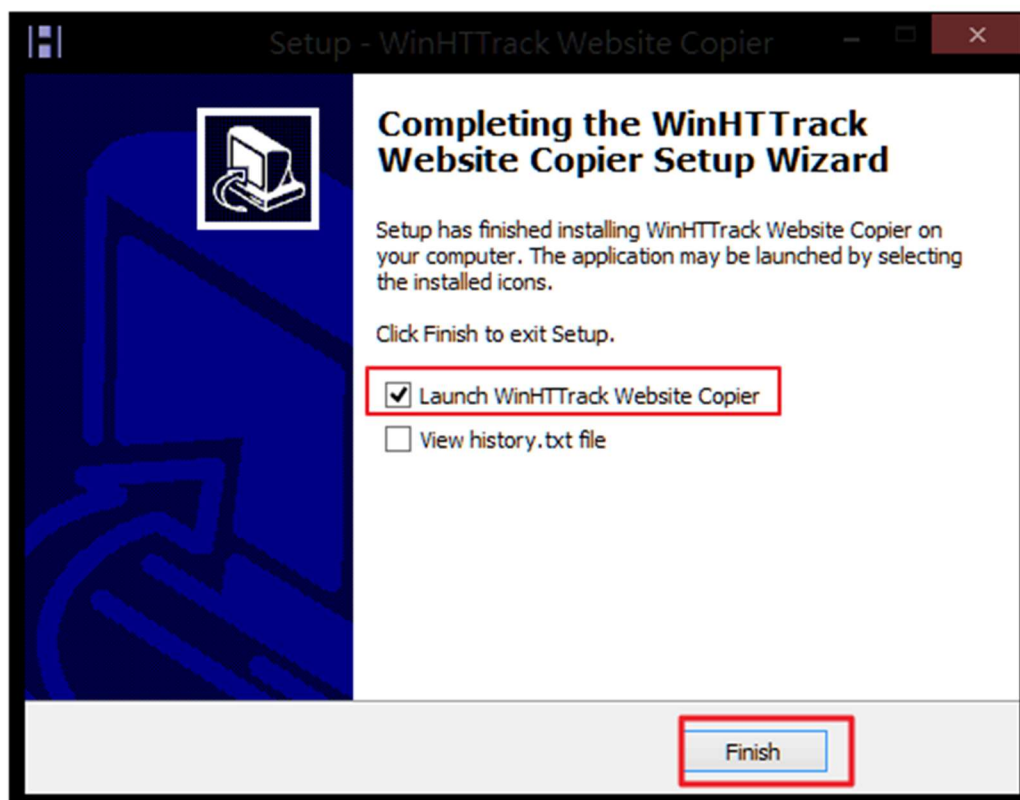 Setup - WinHTTrack Website Copier
Completing the WinHTTrack
Website Copier Setup Wizard
Setup has finished installing WinHTTrack Website Copier on
your computer. The application may be launched by selecting
the installed icons.
Click Finish to exit Setup.
Launch WinHTTrack Website Copier
View history.txt file
Finish